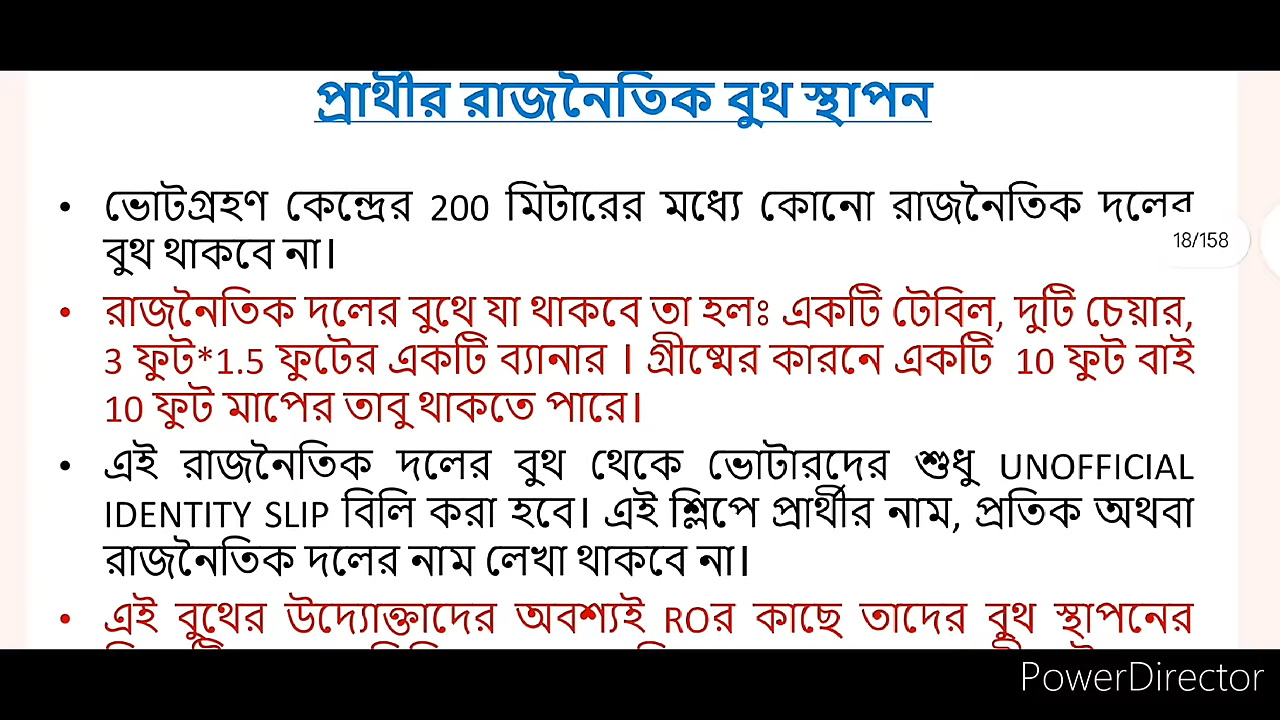 প্রার্থীর রাজনৈতিক বুথ স্থাপন
• ভোটগ্রহণ কেন্দ্রের 200 মিটারের মধ্যে কোনো রাজনৈতিক দলের
18/158
বুথ থাকবে না।
• রাজনৈতিক দলের বুথে যা থাকবে তা হলঃ একটি টেবিল, দুটি চেয়ার,
3 ফুট*1.5 ফুটের একটি ব্যানার । গ্রীষ্মের কারনে একটি 10 ফুট বাই
10 ফুট মাপের তাবু থাকতে পারে।
• এই রাজনৈতিক দলের বুথ থেকে ভোটারদের শুধু UNOFFICIAL
IDENTITY SLIP বিলি করা হবে। এই শ্লিপে প্রার্থীর নাম, প্রতিক অথবা
রাজনৈতিক দলের নাম লেখা থাকবে না।
• এই বুথের উদ্যোক্তাদের অবশ্যই ROর কাছে তাদের বুথ স্থাপনের
PowerDirector